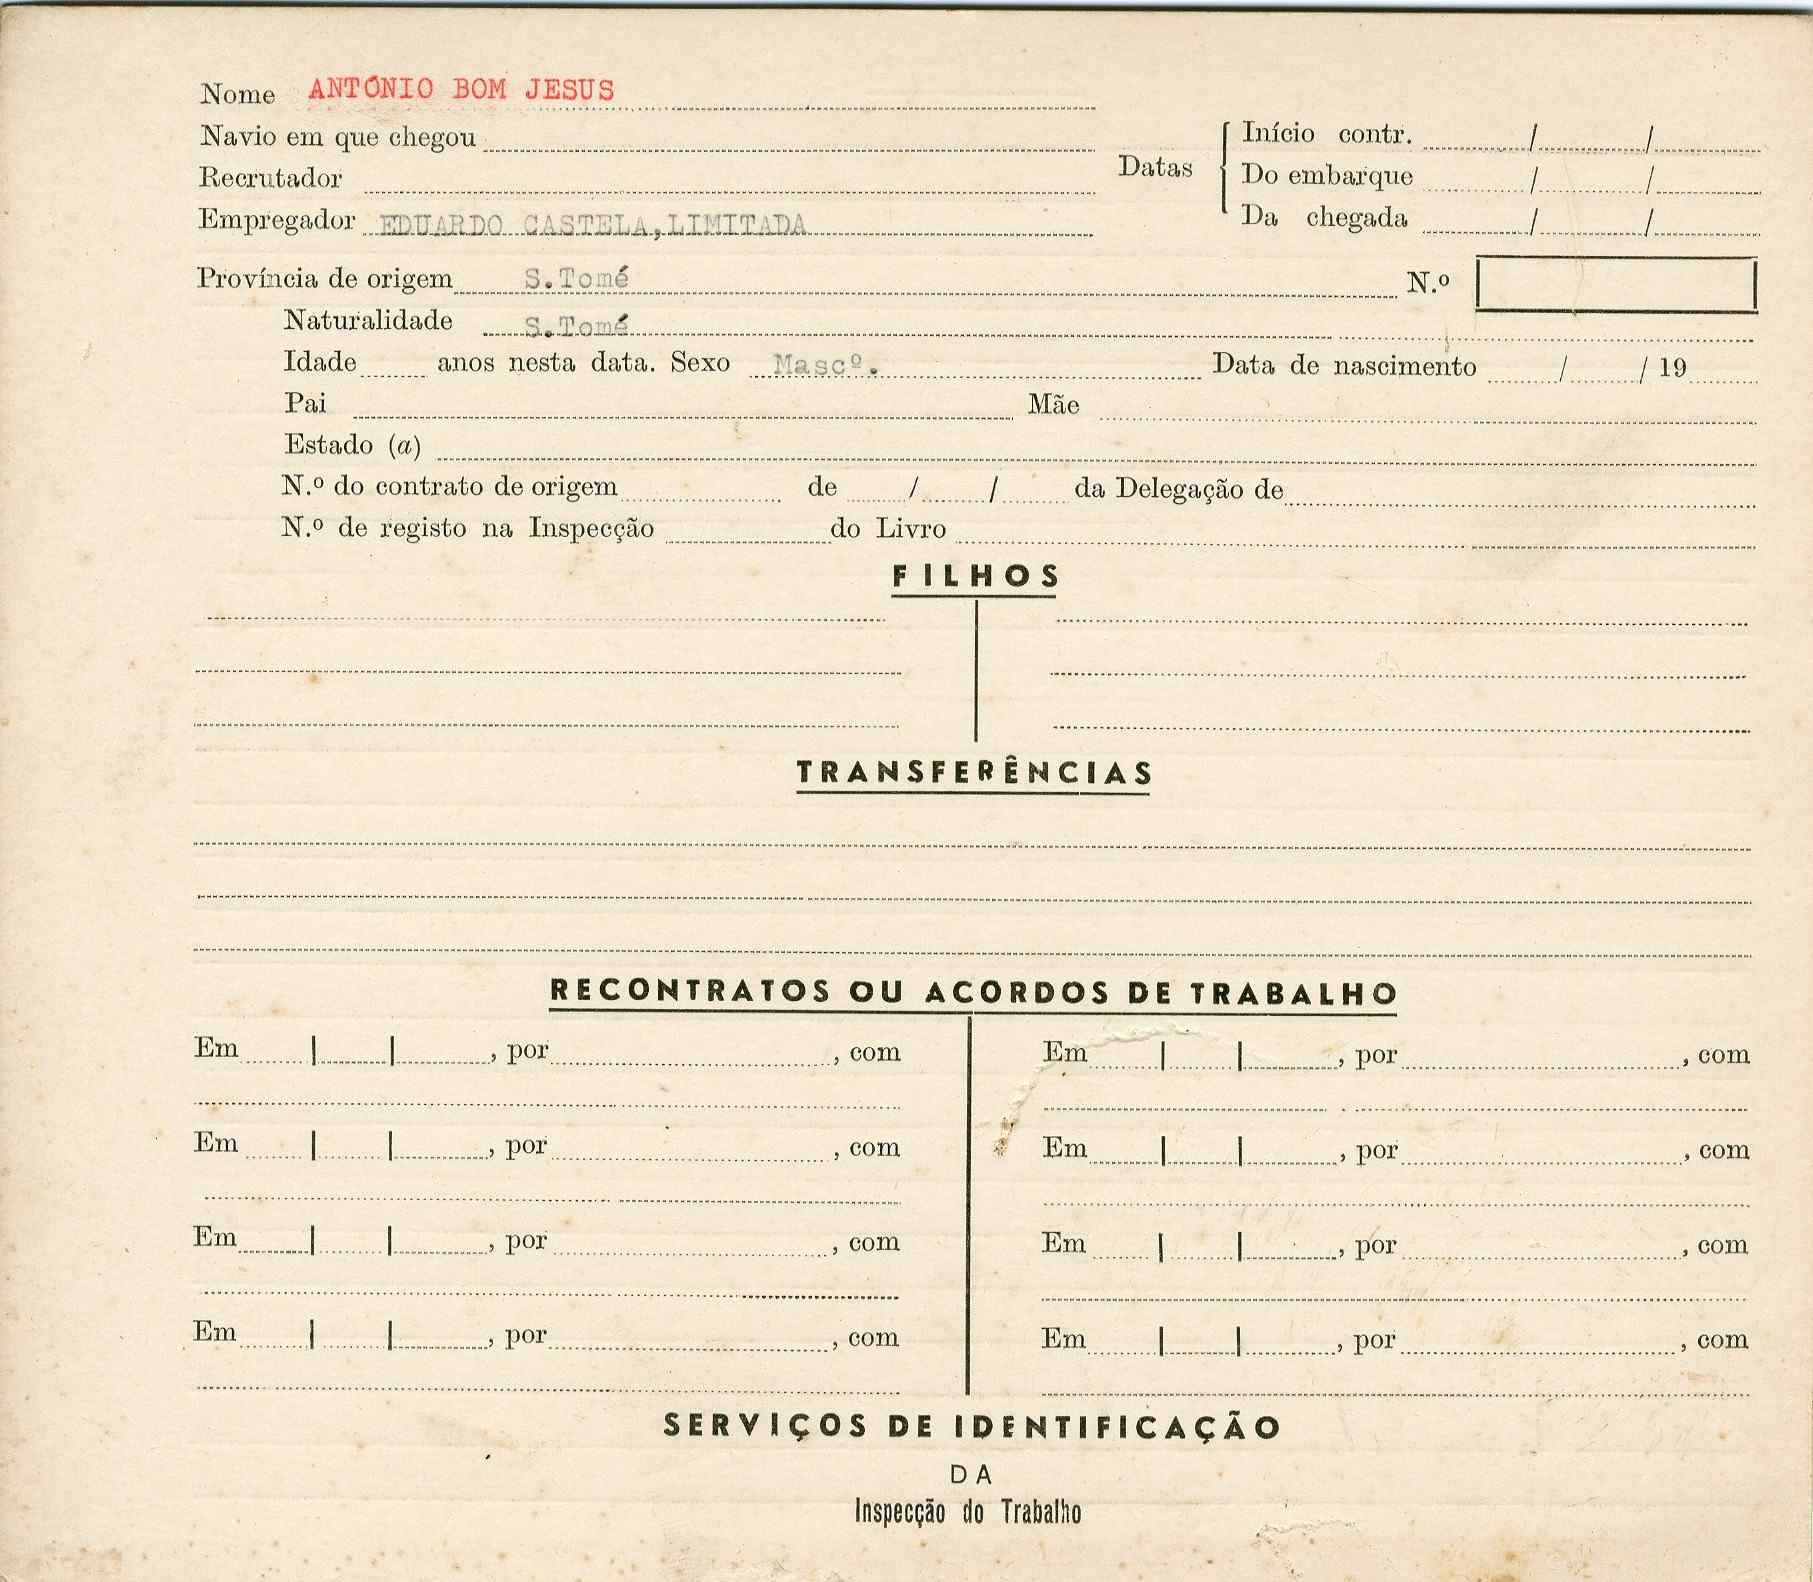 Nome ANTÓNIO BOM JESUS
Navio em que chegou
Recrutador
Empregador EDUARDO CASTELA,LIMITADA
Datas
Início contr. / /
Do embarque / /
Da chegada / /
Província de origem S.Tomé N.º
Naturalidade S.Tomé
Idade anos nesta data. Sexo Mascº. Data de nascimento / / 19
Pai Mãe
Estado (a)
N.º do contrato de origem de / / da Delegação de
N.º de registo na Inspecção do Livro
FILHOS
TRANSFERÊNCIAS
RECONTRATOS OU ACORDOS DE TRABALHO
Em | | , por , com Em | | , por , com
Em | | , por , com Em | | , por , com
Em | | , por , com Em | | , por , com
Em | | , por , com Em | | , por , com
SERVIÇOS DE IDENTIFICAÇÃO
DA
Inspecção do Trabalho